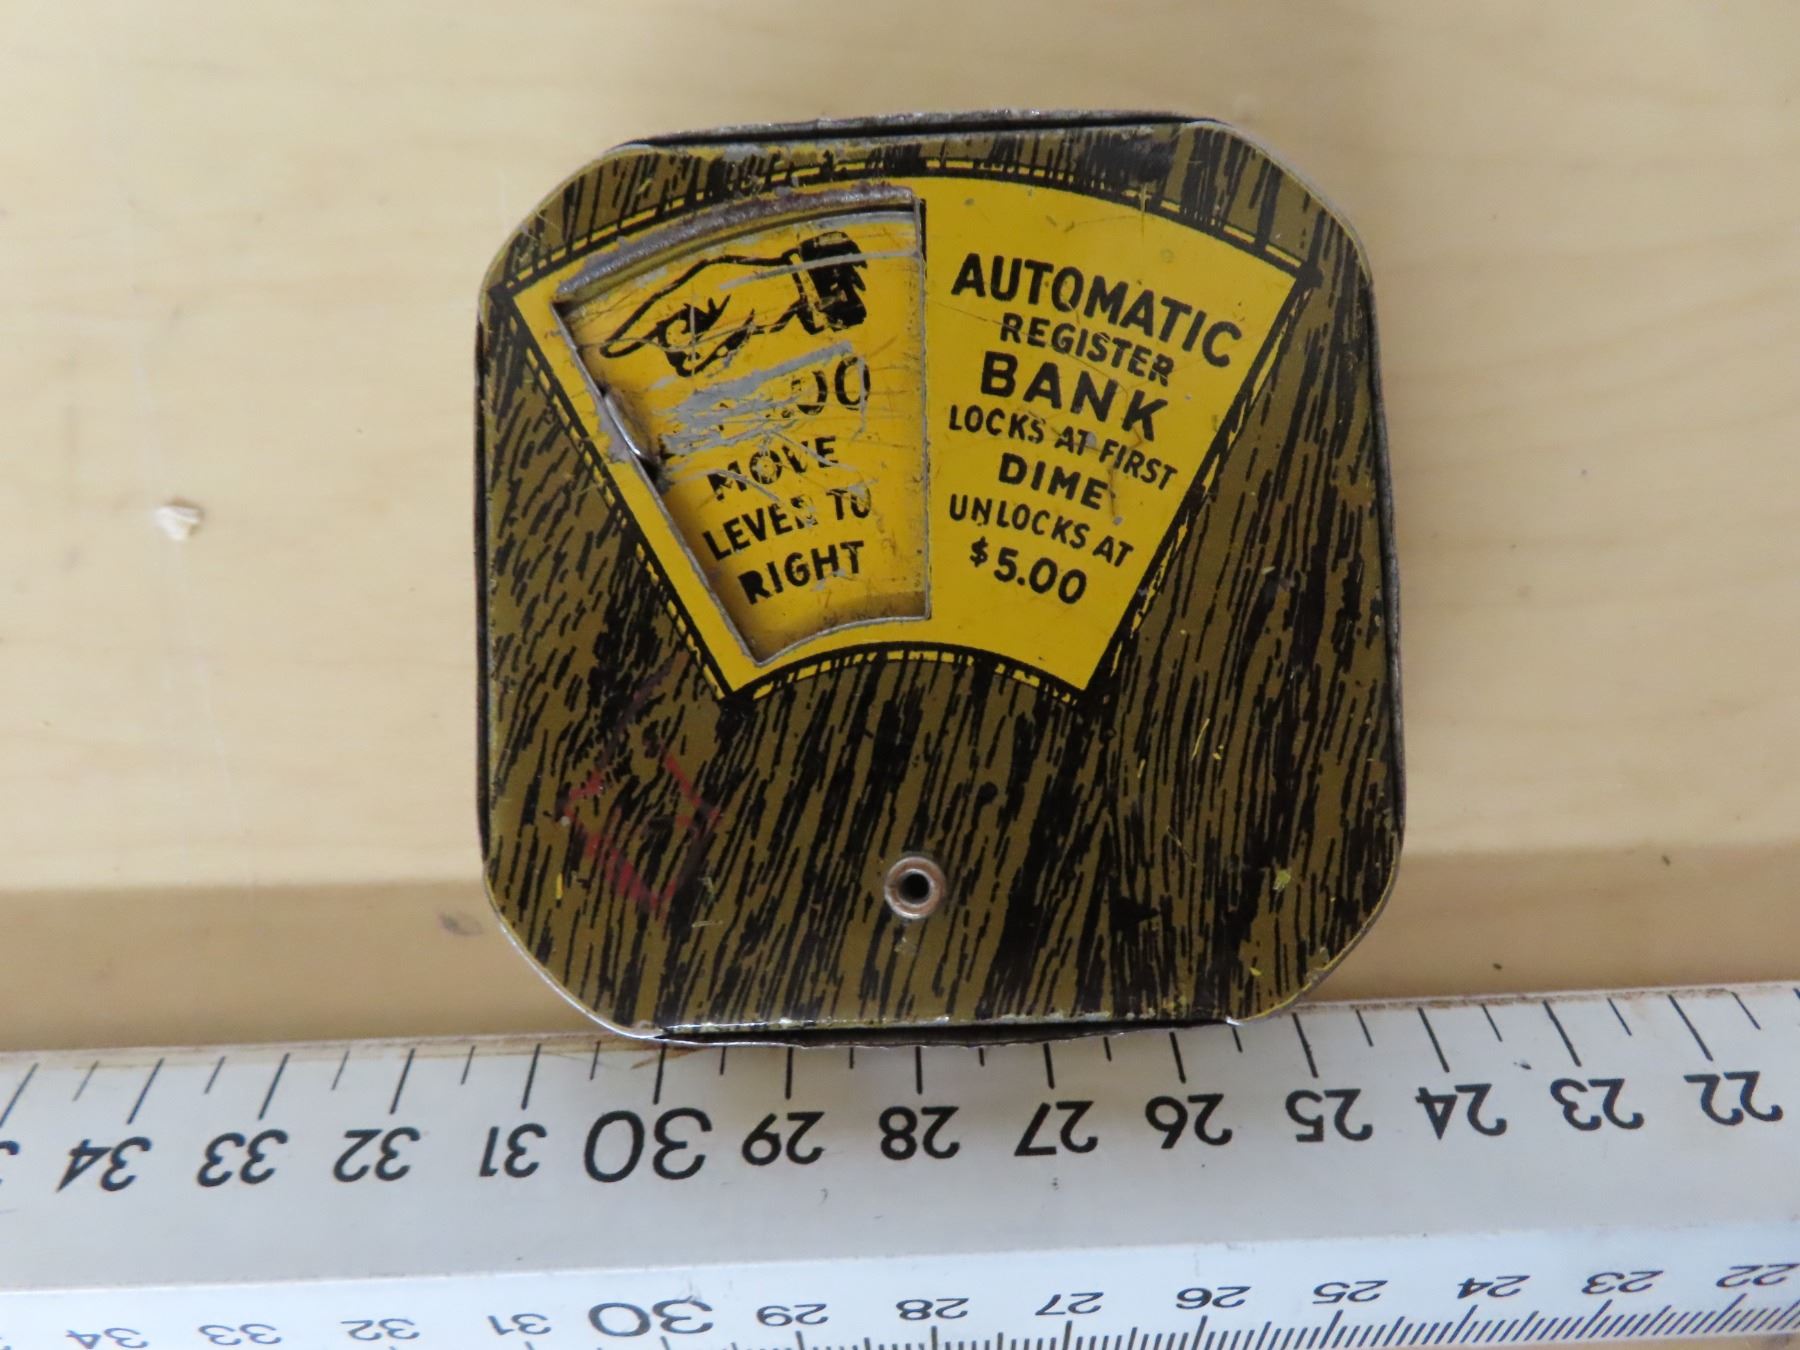 00
MOVE
LEVER TO
RIGHT
AUTOMATIC
REGISTER
BANK
LOCKS AT FIRST
DIME
UNLOCKS AT
$5.00
34 33 32 31 30 29 28 27 26 25 24 23 22
34 33 32 31 30 29 28 27 26 25 24 23 22